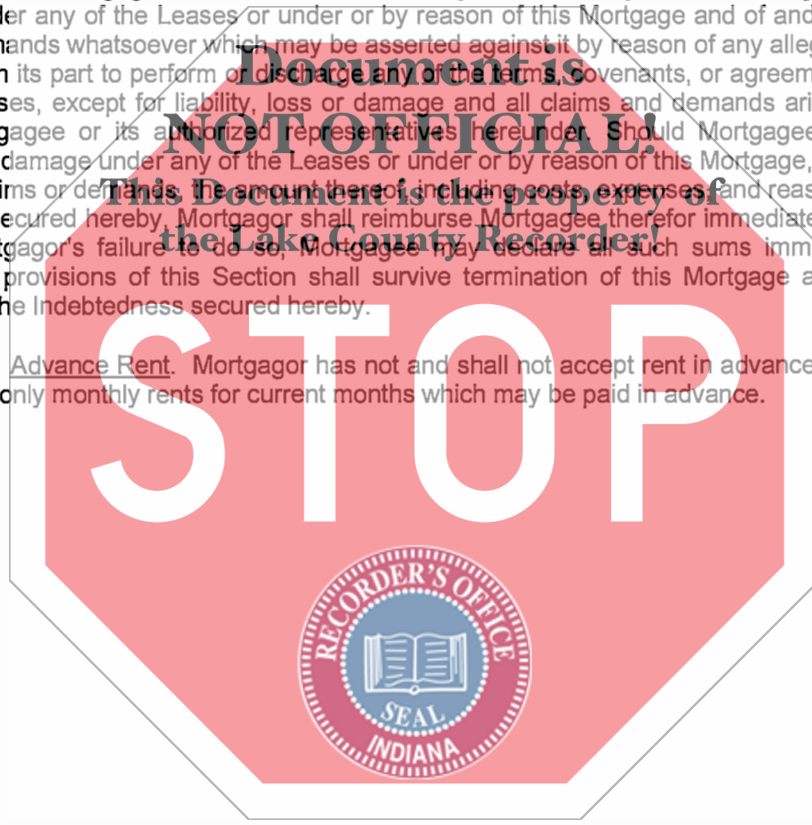 er any of the Leases or under or by reason of this Mortgage and of any
ands whatsoever which may be asserted against it by reason of any alleg
n its part to perform or discharge any of the terms, covenants, or agreem
ses, except for liability, loss or damage and all claims and demands ari
gagee or its authorized representatives hereunder. Should Mortgage
damage under any of the Leases or under or by reason of this Mortgage.
ims or demands, the amount thereof, including costs, expenses, and reas
ecured hereby, Mortgagor shall reimburse Mortgagee therefor immediate
tgagor's failure to do so, Mortgagee may declare all such sums imm
provisions of this Section shall survive termination of this Mortgage a
he Indebtedness secured hereby.
Advance Rent. Mortgagor has not and shall not accept rent in advance
only monthly rents for current months which may be paid in advance.
Document is
NOT OFFICIAL!
This Document is the property of
the Lake County Recorder!
STOP
RECORDER'S OFFICE
SEAL
INDIANA